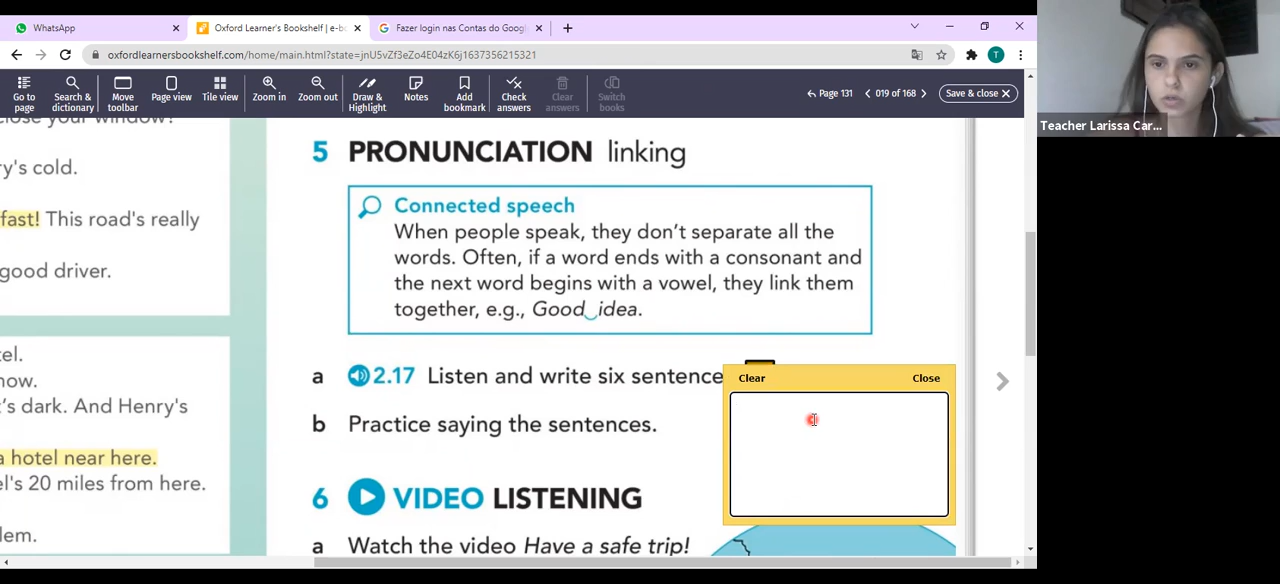 WhatsApp
Oxford Learner's Bookshelf | e-b
Fazer login nas Contas do Goog
oxfordlearnersbookshelf.com/home/main.html?state=jnU5vZf3eZo4E04zK6j1637356215321
Go to page
Search & dictionary
Move toolbar
Page view
Tile view
Zoom in
Zoom out
Draw & Highlight
Notes
Add bookmark
Check answers
Clear answers
Switch books
Page 131
019 of 168
Save & close
Teacher Larissa Car...
close your window?
ry's cold.
fast! This road's really
good driver.
tel.
now.
t's dark. And Henry's
a hotel near here.
el's 20 miles from here.
lem.
5 PRONUNCIATION linking
Connected speech
When people speak, they don't separate all the
words. Often, if a word ends with a consonant and
the next word begins with a vowel, they link them
together, e.g., Good idea.
a 2.17 Listen and write six sentence
b Practice saying the sentences.
Clear
Close
6 VIDEO LISTENING
a Watch the video Have a safe trip!